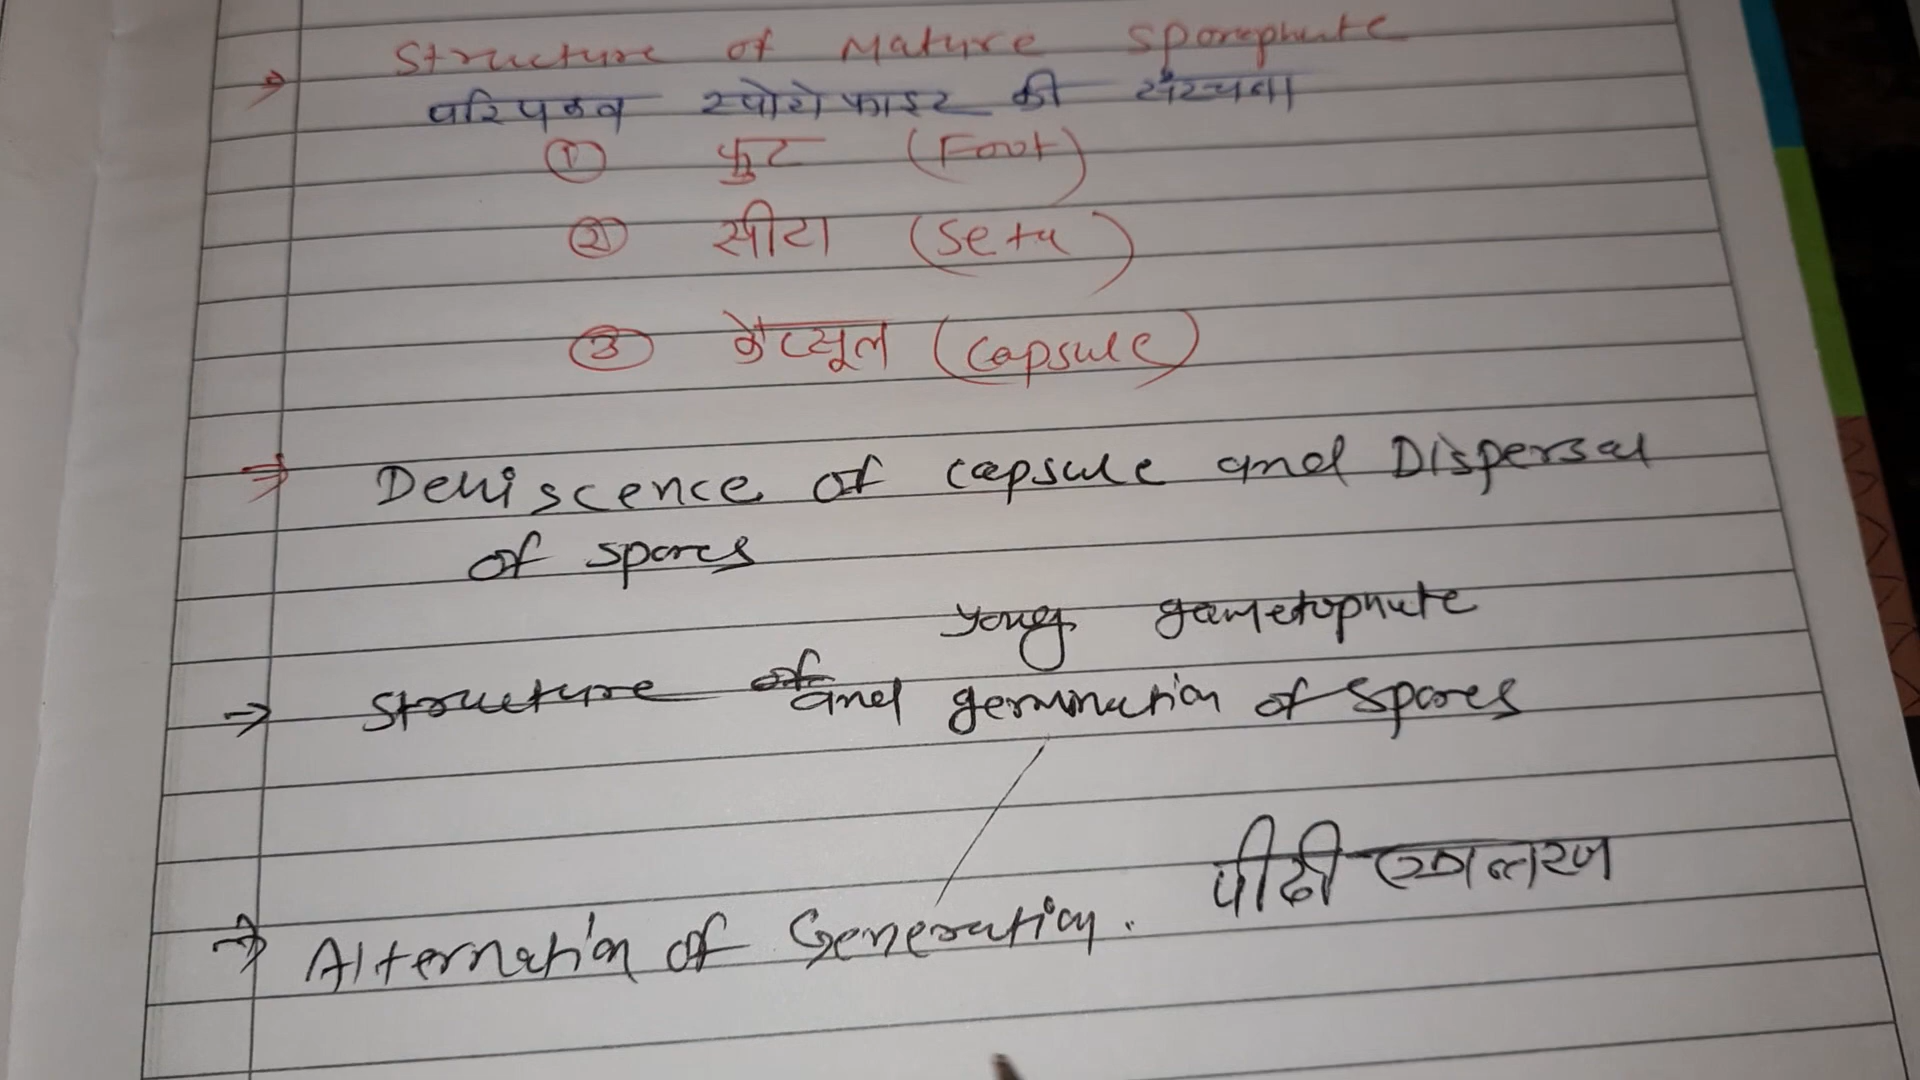 → Structure of Mature Sporophyte
परिपक्व स्पोरोफाइट की संरचना
① फुट (Foot)
② सीटा (Seta)
③ कैप्सूल (Capsule)
⇒ Dehiscence of capsule and Dispersal
of spores
yong gametophyte
→ Structure of and germination of spores
→ Alternation of Generation. पीढी एकान्तरण